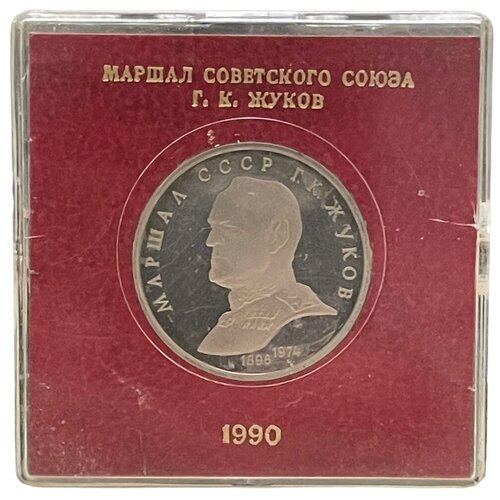 МАРШАЛ СОВЕТСКОГО СОЮЗА
Г. К. ЖУКОВ
МАРШАЛ СССР Г.К. ЖУКОВ
1896 1974
1990